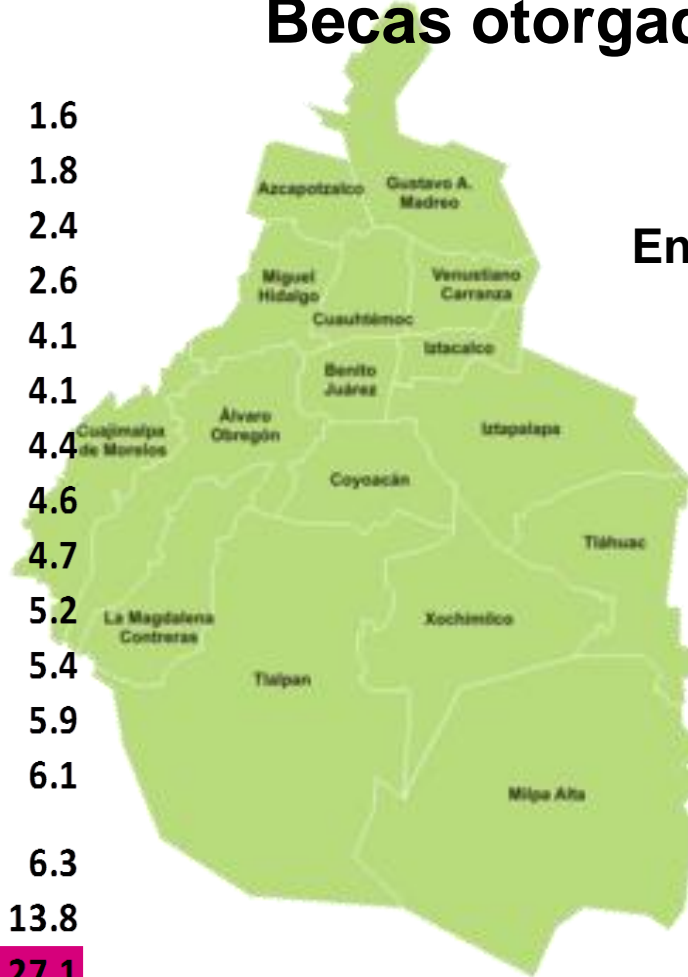 Becas otorgad
1.6
1.8
2.4
2.6
4.1
4.1
4.4
4.6
4.7
5.2
5.4
5.9
6.1
6.3
13.8
27.1
En
Azcapotzalco
Gustavo A.
Madreo
Miguel
Hidalgo
Venustiano
Carranza
Cuauhtémoc
Iztacalco
Benito
Juárez
Álvaro
Obregón
Cuajimalpa
de Morelos
Iztapalapa
Coyoacán
Tláhuac
La Magdalena
Contreras
Xochimilco
Tlalpan
Milpa Alta